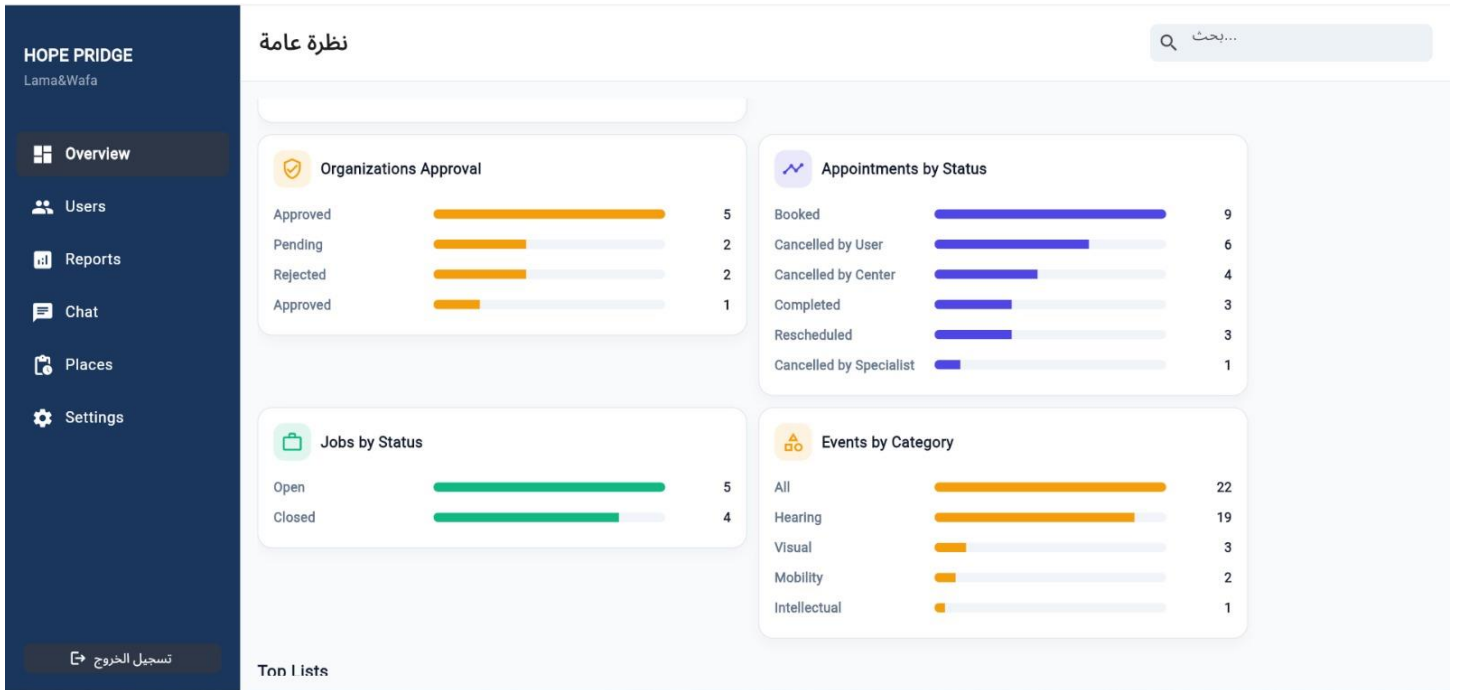 HOPE PRIDGE
Lama&Wafa
Overview
Users
Reports
Chat
Places
Settings
تسجيل الخروج
نظرة عامة
بحث...
Organizations Approval
Approved 5
Pending 2
Rejected 2
Approved 1
Appointments by Status
Booked 9
Cancelled by User 6
Cancelled by Center 4
Completed 3
Rescheduled 3
Cancelled by Specialist 1
Jobs by Status
Open 5
Closed 4
Events by Category
All 22
Hearing 19
Visual 3
Mobility 2
Intellectual 1
Top Lists